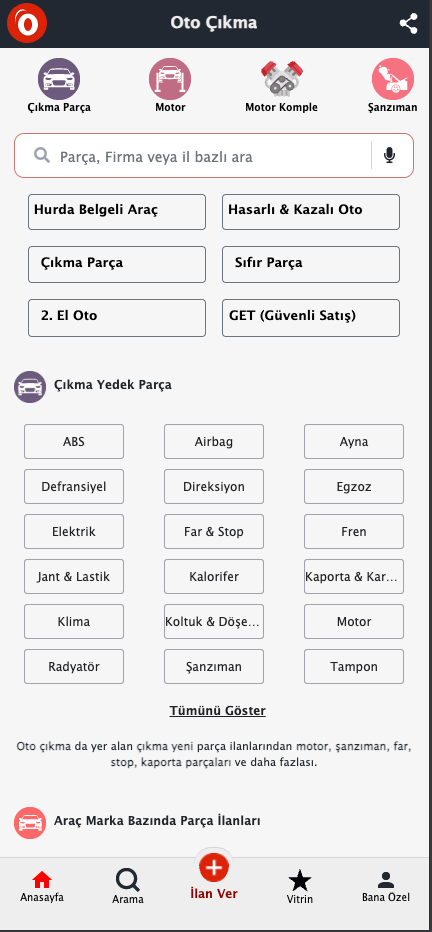 Oto Çıkma
Çıkma Parça
Motor
Motor Komple
Şanzıman
Parça, Firma veya il bazlı ara
Hurda Belgeli Araç
Hasarlı & Kazalı Oto
Çıkma Parça
Sıfır Parça
2. El Oto
GET (Güvenli Satış)
Çıkma Yedek Parça
ABS
Airbag
Ayna
Defransiyel
Direksiyon
Egzoz
Elektrik
Far & Stop
Fren
Jant & Lastik
Kalorifer
Kaporta & Kar...
Klima
Koltuk & Döşe...
Motor
Radyatör
Şanzıman
Tampon
Tümünü Göster
Oto çıkma da yer alan çıkma yeni parça ilanlarından motor, şanzıman, far,
stop, kaporta parçaları ve daha fazlası.
Araç Marka Bazında Parça İlanları
Anasayfa
Arama
İlan Ver
Vitrin
Bana Özel